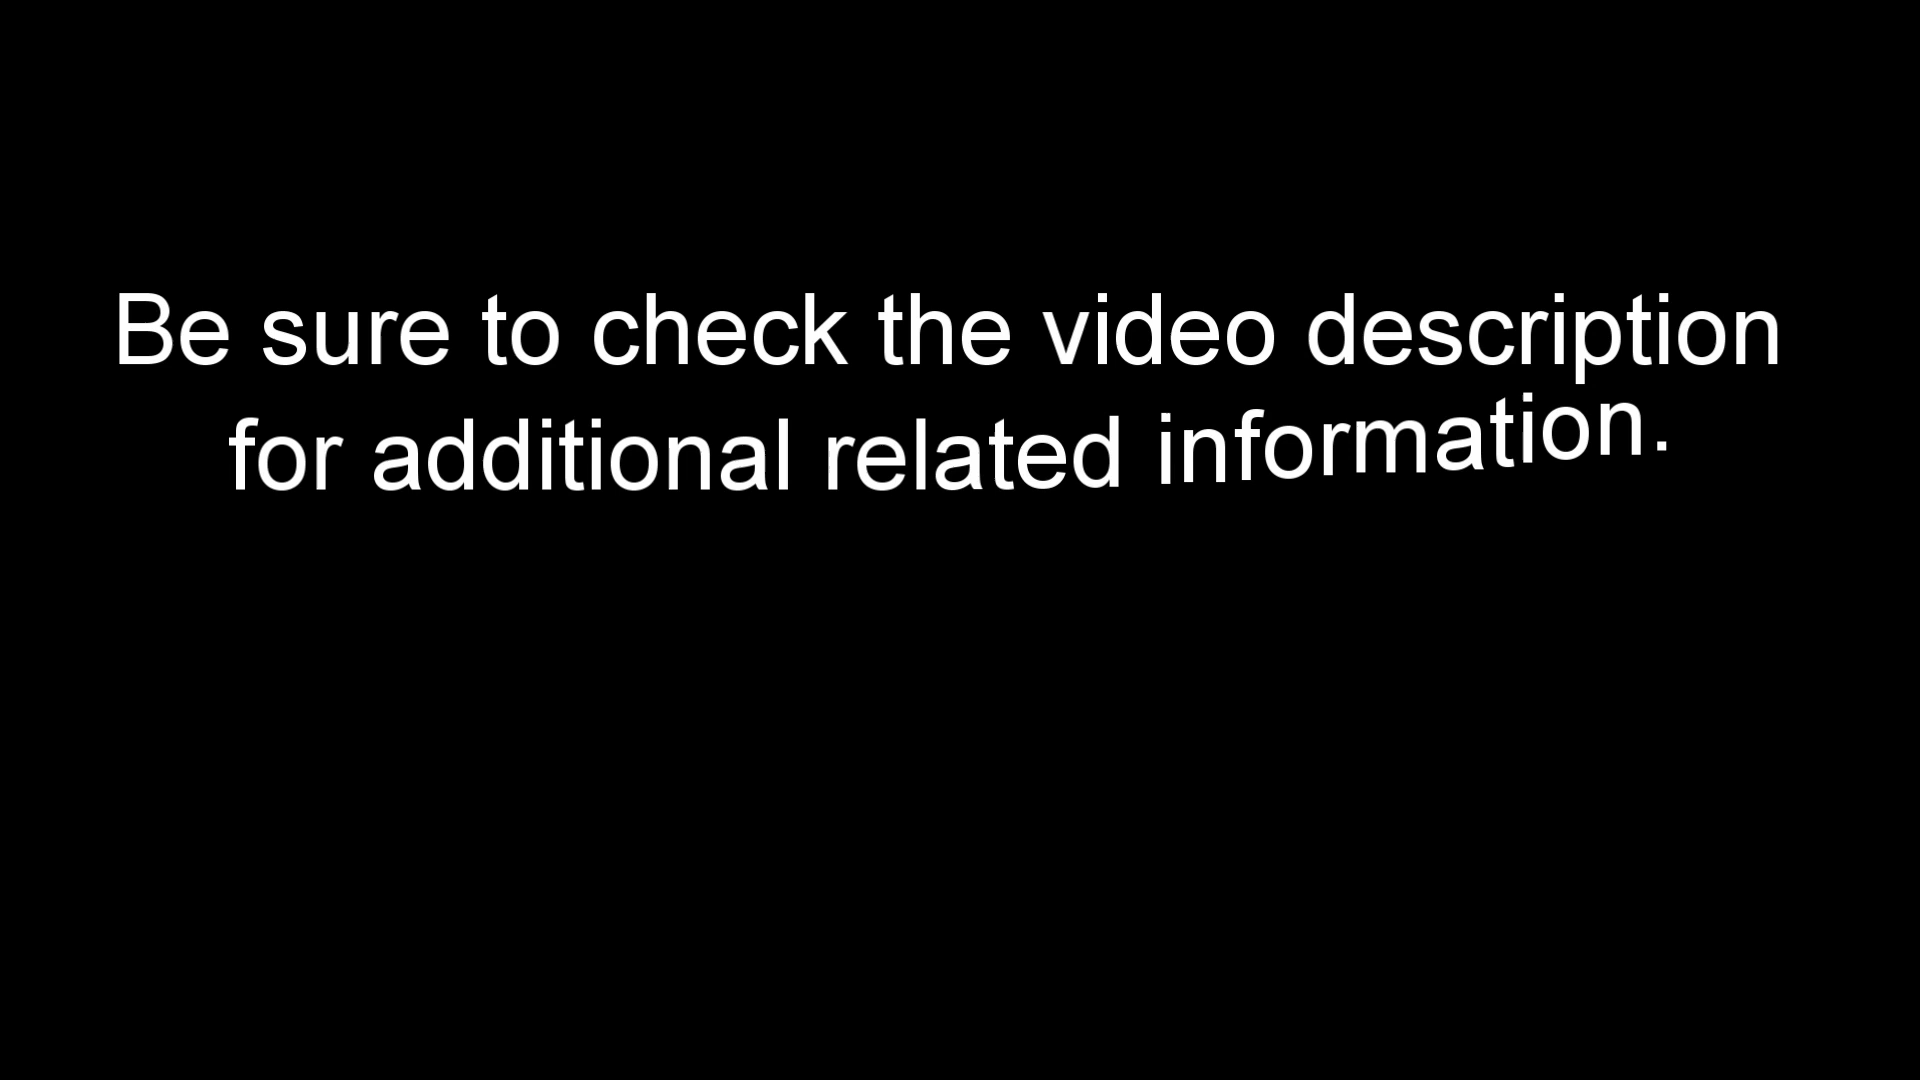 Be sure to check the video description
for additional related information.